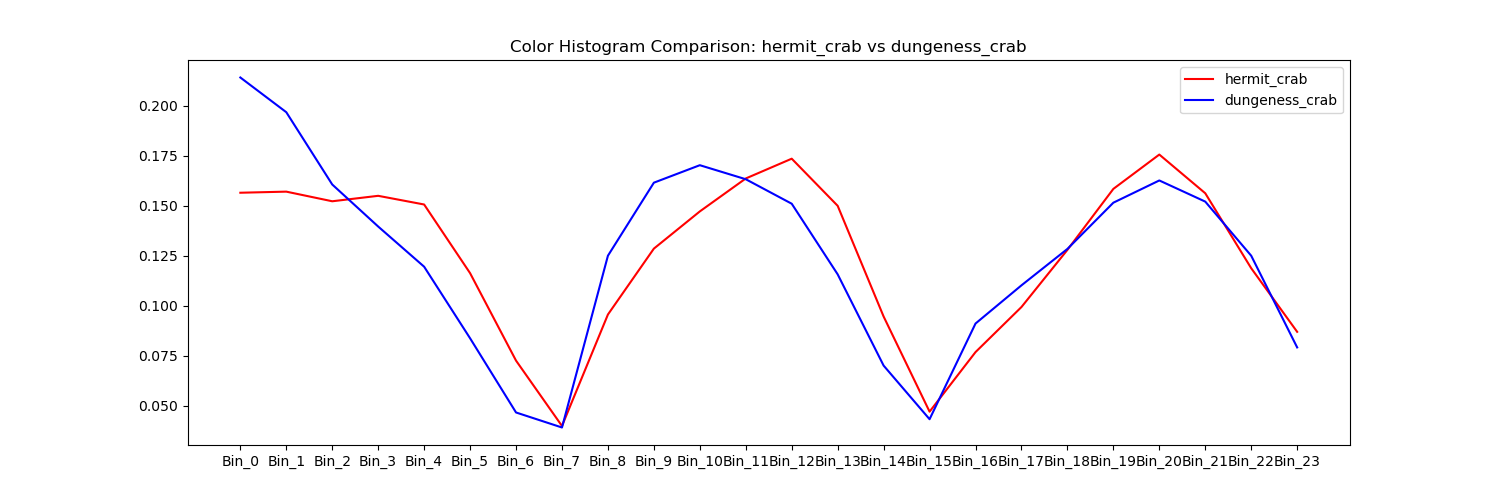 Color Histogram Comparison: hermit_crab vs dungeness_crab
hermit_crab
dungeness_crab
0.200
0.175
0.150
0.125
0.100
0.075
0.050
Bin_0 Bin_1 Bin_2 Bin_3 Bin_4 Bin_5 Bin_6 Bin_7 Bin_8 Bin_9 Bin_10 Bin_11 Bin_12 Bin_13 Bin_14 Bin_15 Bin_16 Bin_17 Bin_18 Bin_19 Bin_20 Bin_21 Bin_22 Bin_23